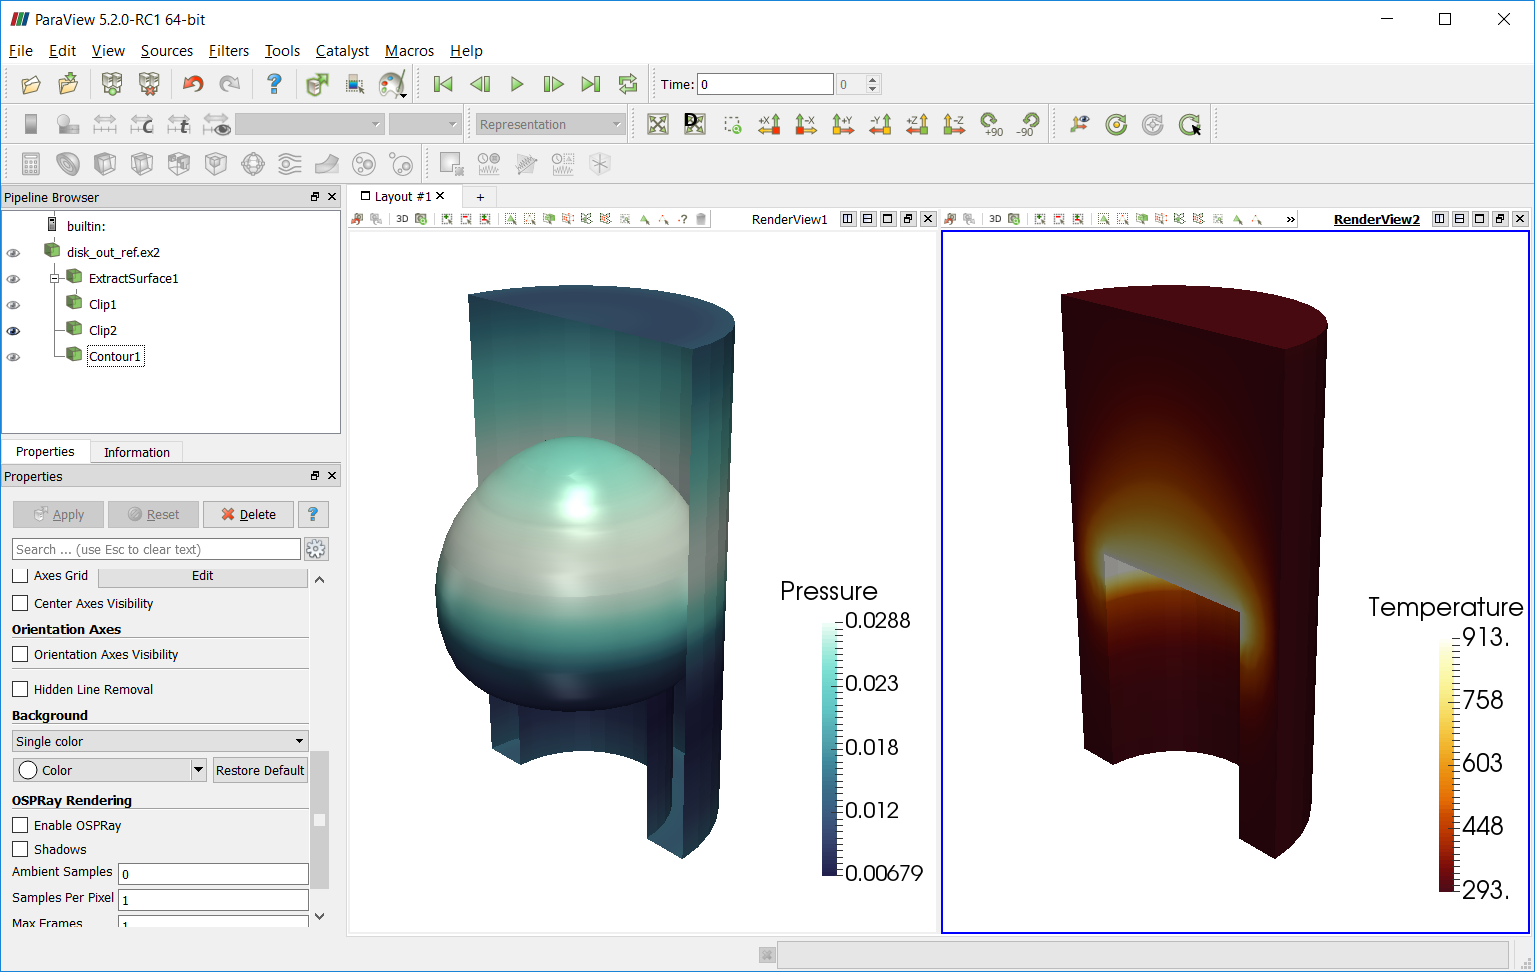 ParaView 5.2.0-RC1 64-bit
File Edit View Sources Filters Tools Catalyst Macros Help
Time: 0 0
Representation
+X -X +Y -Y +Z -Z +90 -90
Pipeline Browser
builtin:
disk_out_ref.ex2
ExtractSurface1
Clip1
Clip2
Contour1
Properties Information
Properties
Apply Reset Delete ?
Search ... (use Esc to clear text)
Axes Grid Edit
Center Axes Visibility
Orientation Axes
Orientation Axes Visibility
Hidden Line Removal
Background
Single color
Color Restore Default
OSPRay Rendering
Enable OSPRay
Shadows
Ambient Samples 0
Samples Per Pixel 1
Max Frames 1
Layout #1 +
3D RenderView1
3D » RenderView2
Pressure
0.0288
0.023
0.018
0.012
0.00679
Temperature
913.
758
603
448
293.